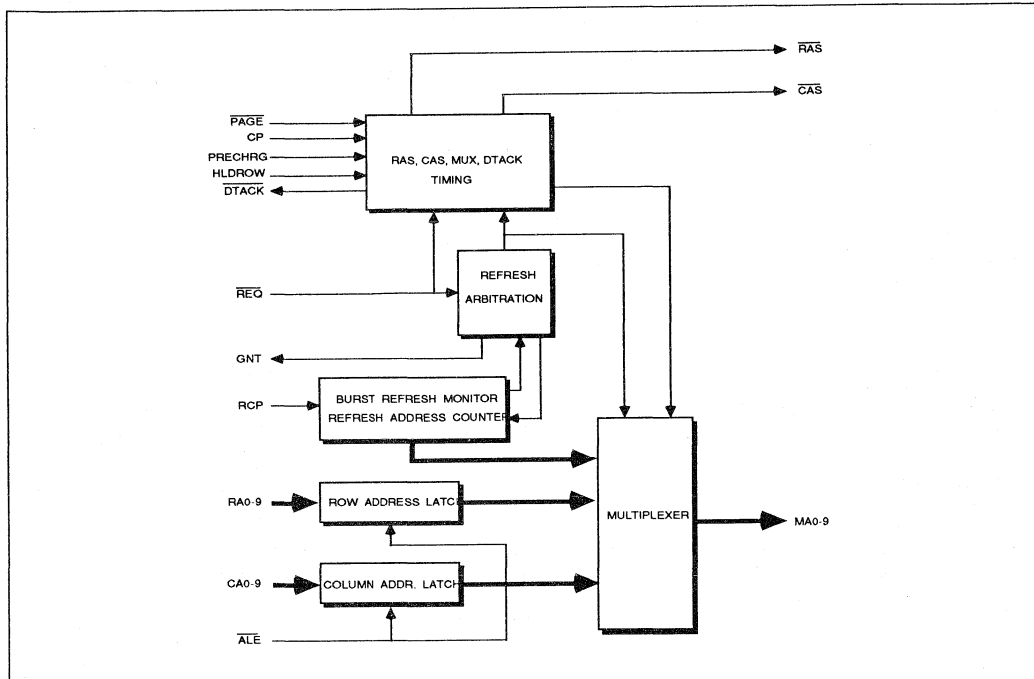 RAS
CAS
PAGE
CP
PRECHRG
HLDROW
DTACK
RAS, CAS, MUX, DTACK
TIMING
REQ
REFRESH
ARBITRATION
GNT
RCP
BURST REFRESH MONITOR
REFRESH ADDRESS COUNTER
RA0-9
ROW ADDRESS LATCH
MULTIPLEXER
MA0-9
CA0-9
COLUMN ADDR. LATCH
ALE